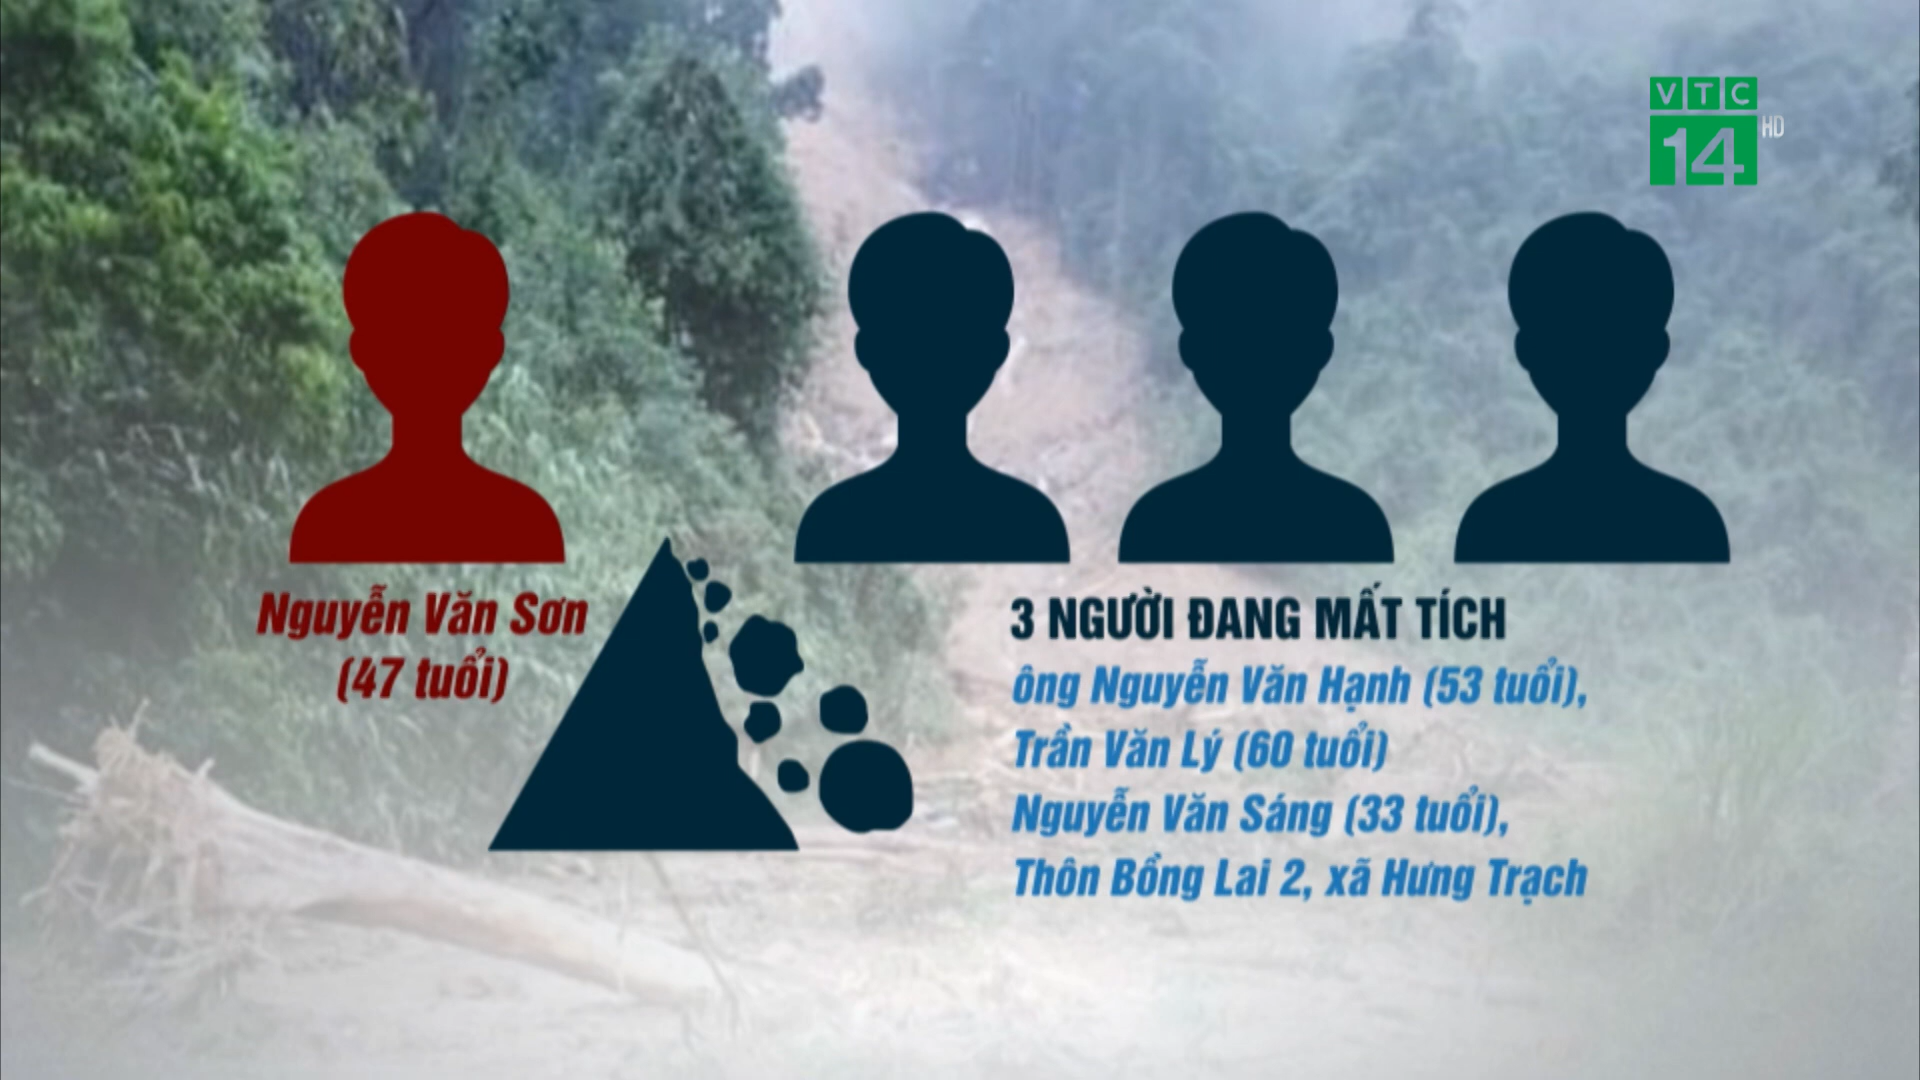 VTC
14 HD
Nguyễn Văn Sơn
(47 tuổi)
3 NGƯỜI ĐANG MẤT TÍCH
ông Nguyễn Văn Hạnh (53 tuổi),
Trần Văn Lý (60 tuổi)
Nguyễn Văn Sáng (33 tuổi),
Thôn Bồng Lai 2, xã Hưng Trạch